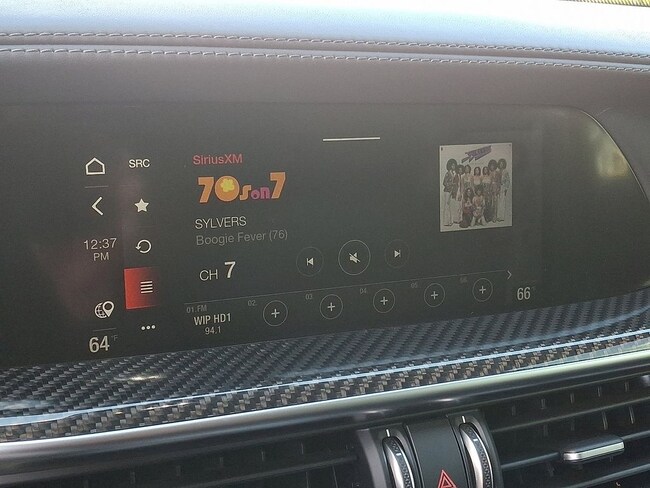 SiriusXM
SRC
70s on 7
SYLVERS
Boogie Fever (76)
12:37
PM
CH 7
01. FM
02.
03
04
05
06.
WIP HD1
94.1
64°F
66°F